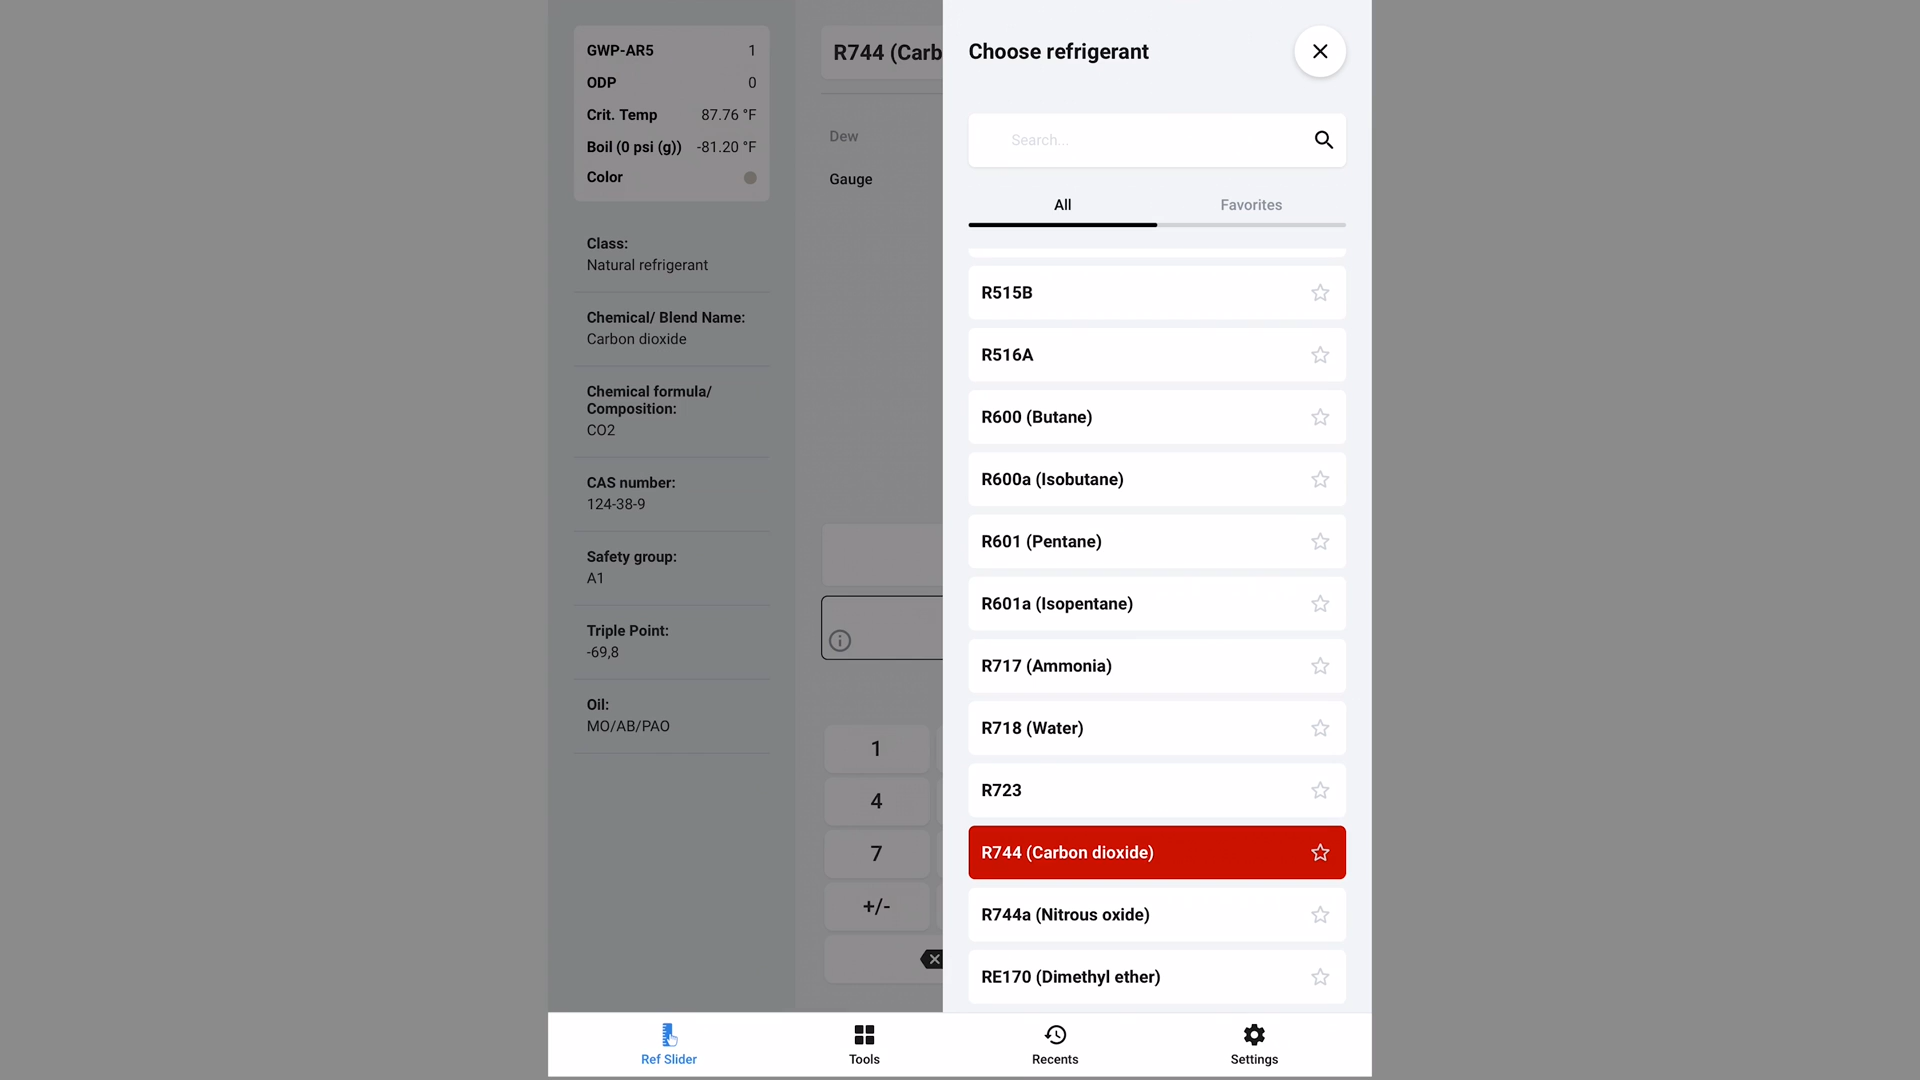 GWP-AR5 1
ODP 0
Crit. Temp 87.76 °F
Boil (0 psi (g)) -81.20 °F
Color
Class:
Natural refrigerant
Chemical/ Blend Name:
Carbon dioxide
Chemical formula/
Composition:
CO2
CAS number:
124-38-9
Safety group:
A1
Triple Point:
-69,8
Oil:
MO/AB/PAO
R744 (Carb
Dew
Gauge
1
4
7
+/-
Choose refrigerant
Search...
All Favorites
R515B
R516A
R600 (Butane)
R600a (Isobutane)
R601 (Pentane)
R601a (Isopentane)
R717 (Ammonia)
R718 (Water)
R723
R744 (Carbon dioxide)
R744a (Nitrous oxide)
RE170 (Dimethyl ether)
Ref Slider Tools Recents Settings